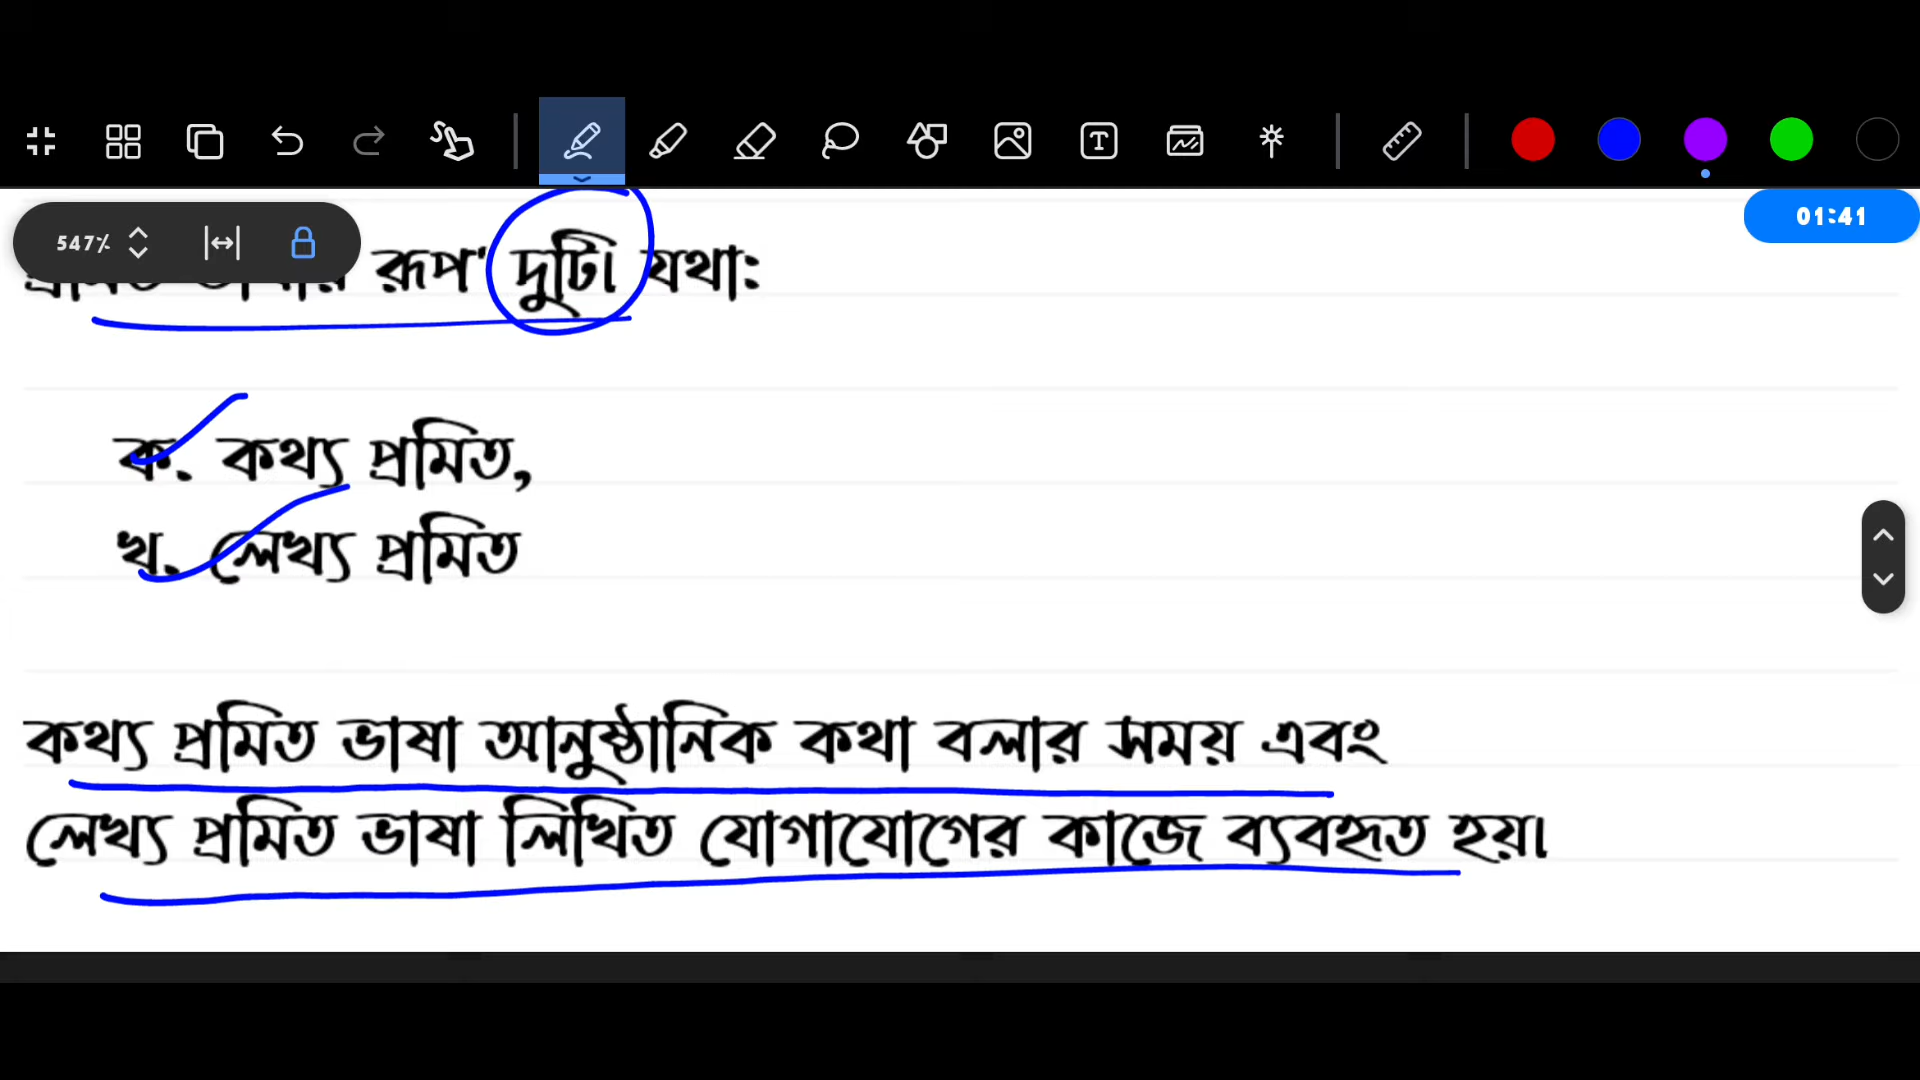 547%
01:41
রূপ' দুটি। যথা:
ক. কথ্য প্রমিত,
খ. লেখ্য প্রমিত
কথ্য প্রমিত ভাষা আনুষ্ঠানিক কথা বলার সময় এবং
লেখ্য প্রমিত ভাষা লিখিত যোগাযোগের কাজে ব্যবহৃত হয়।